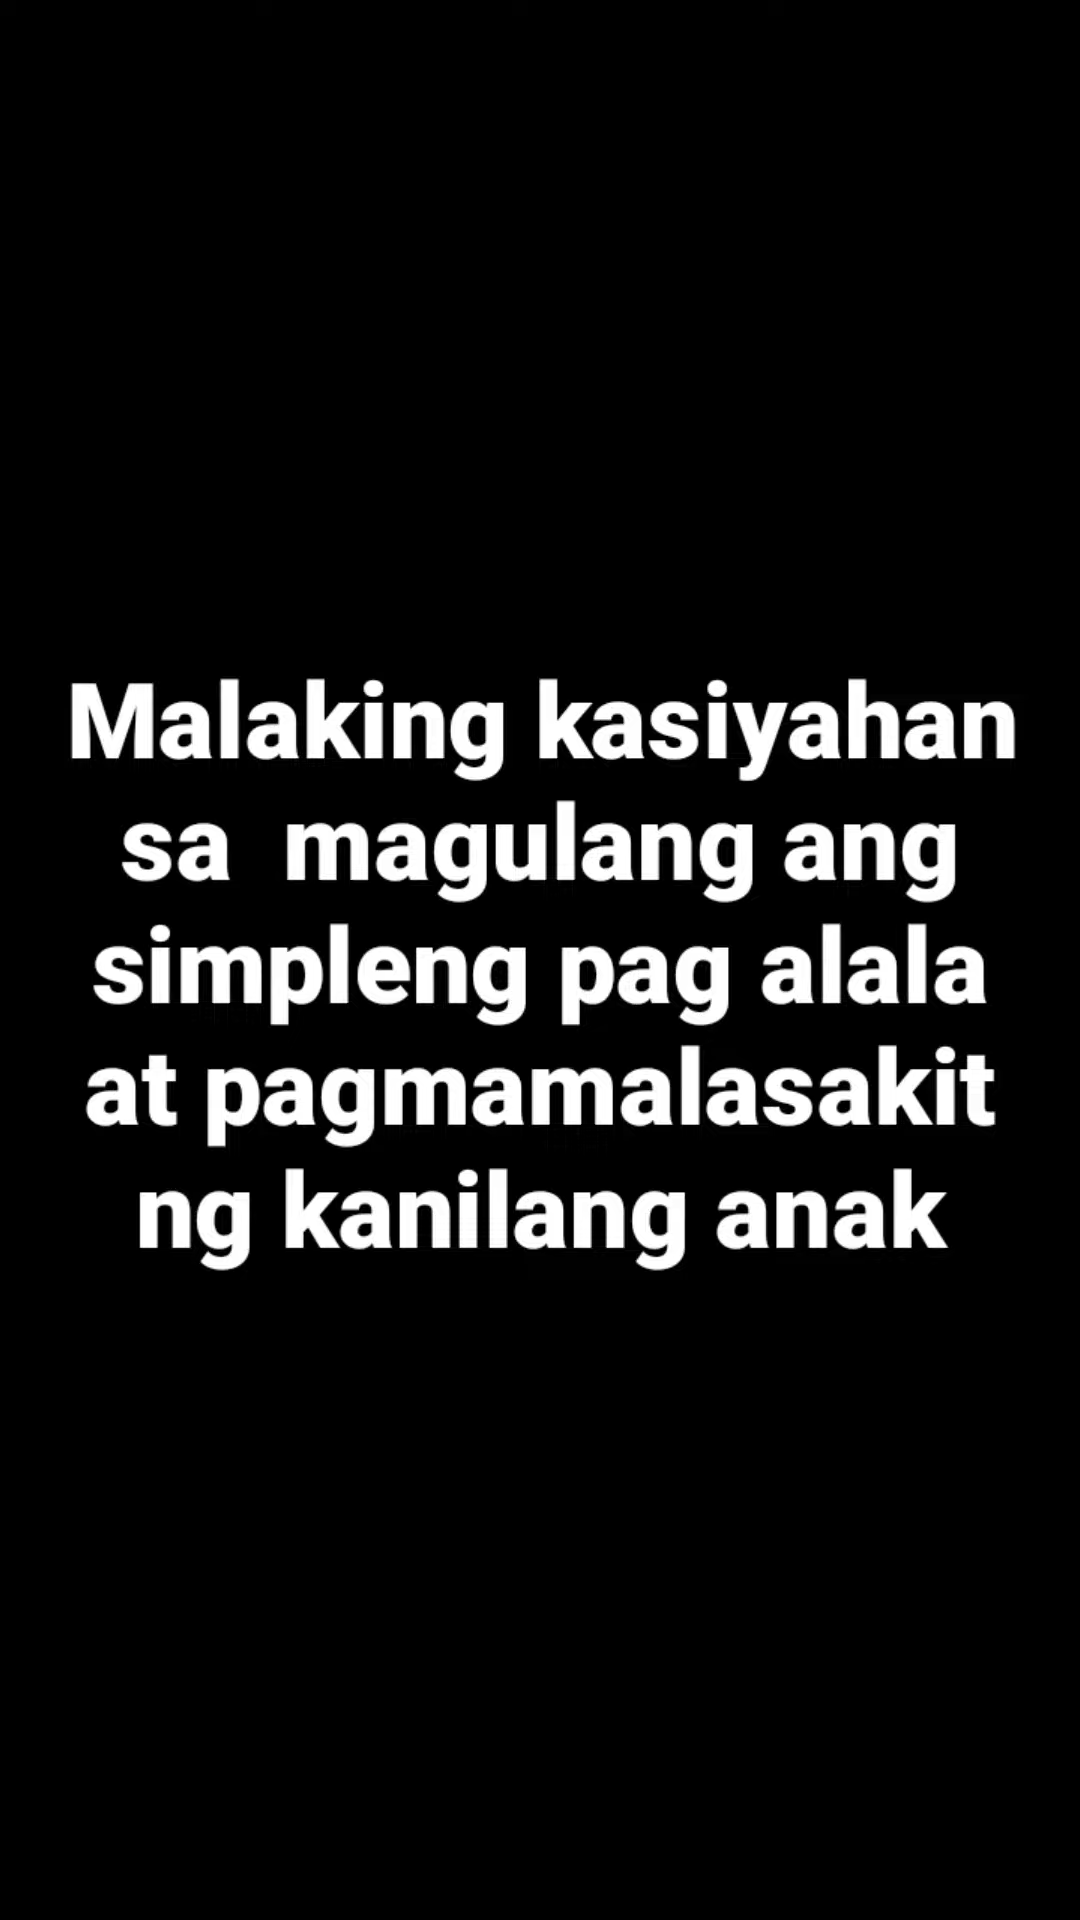 Malaking kasiyahan
sa  magulang ang
simpleng pag alala
at pagmamalasakit
ng kanilang anak